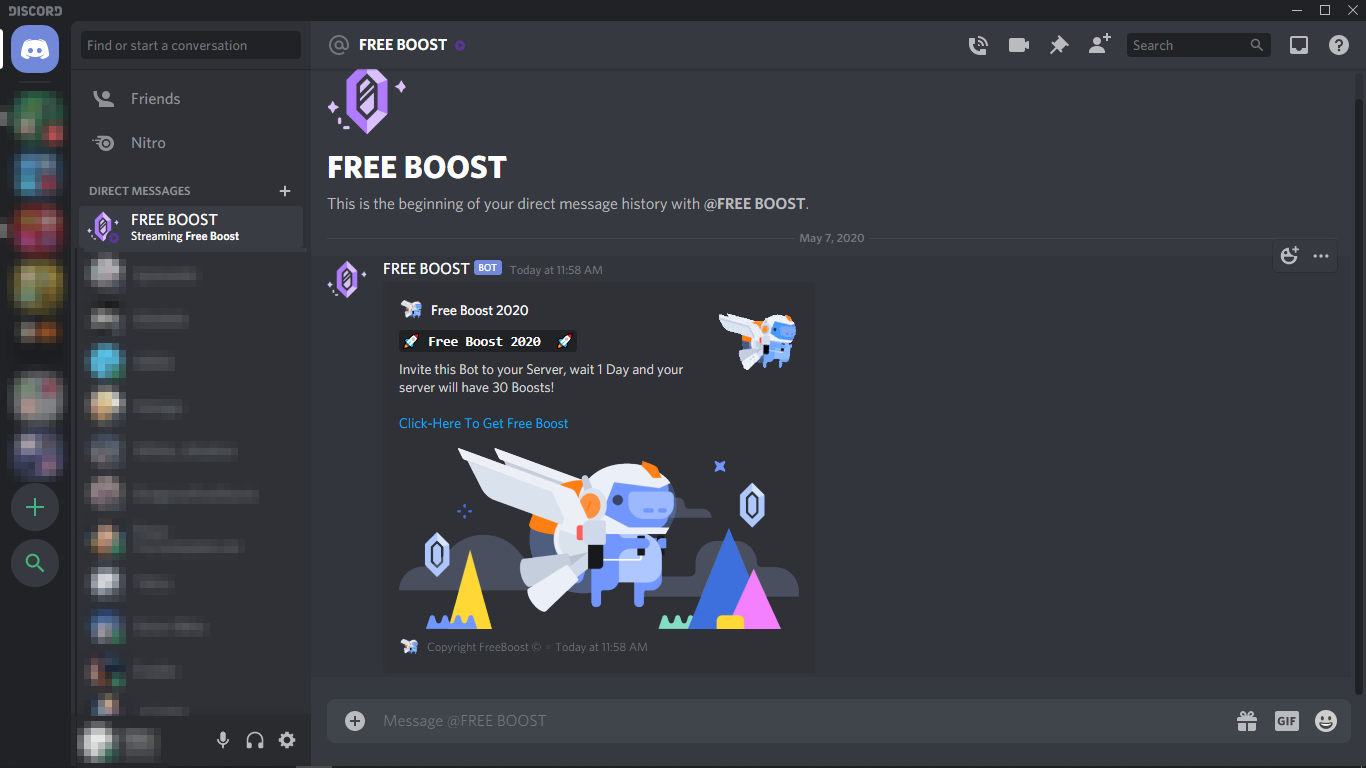 DISCORD
Find or start a conversation
Friends
Nitro
DIRECT MESSAGES
FREE BOOST
Streaming Free Boost
FREE BOOST
Search
FREE BOOST
This is the beginning of your direct message history with @FREE BOOST.
May 7, 2020
FREE BOOST BOT Today at 11:58 AM
Free Boost 2020
Free Boost 2020
Invite this Bot to your Server, wait 1 Day and your
server will have 30 Boosts!
Click-Here To Get Free Boost
Copyright FreeBoost © • Today at 11:58 AM
Message @FREE BOOST
GIF